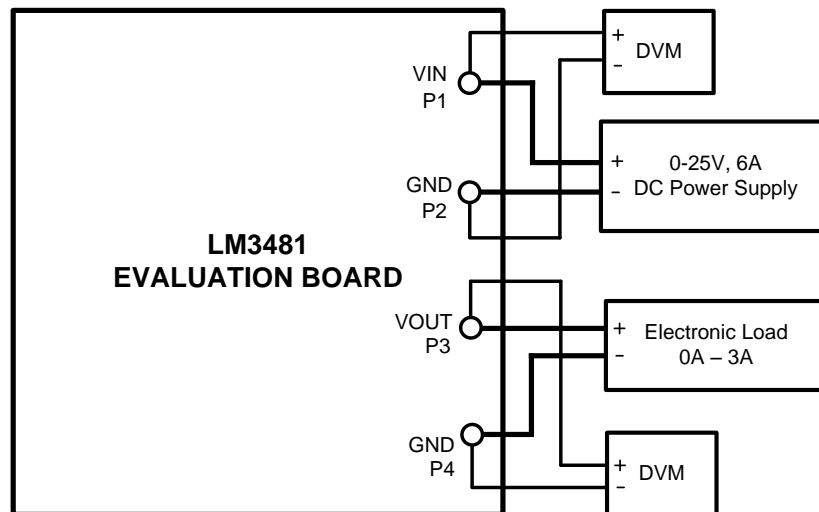 +
-
DVM
VIN
P1
+
-
0-25V, 6A
DC Power Supply
GND
P2
LM3481
EVALUATION BOARD
VOUT
P3
+
-
Electronic Load
0A – 3A
GND
P4
+
-
DVM